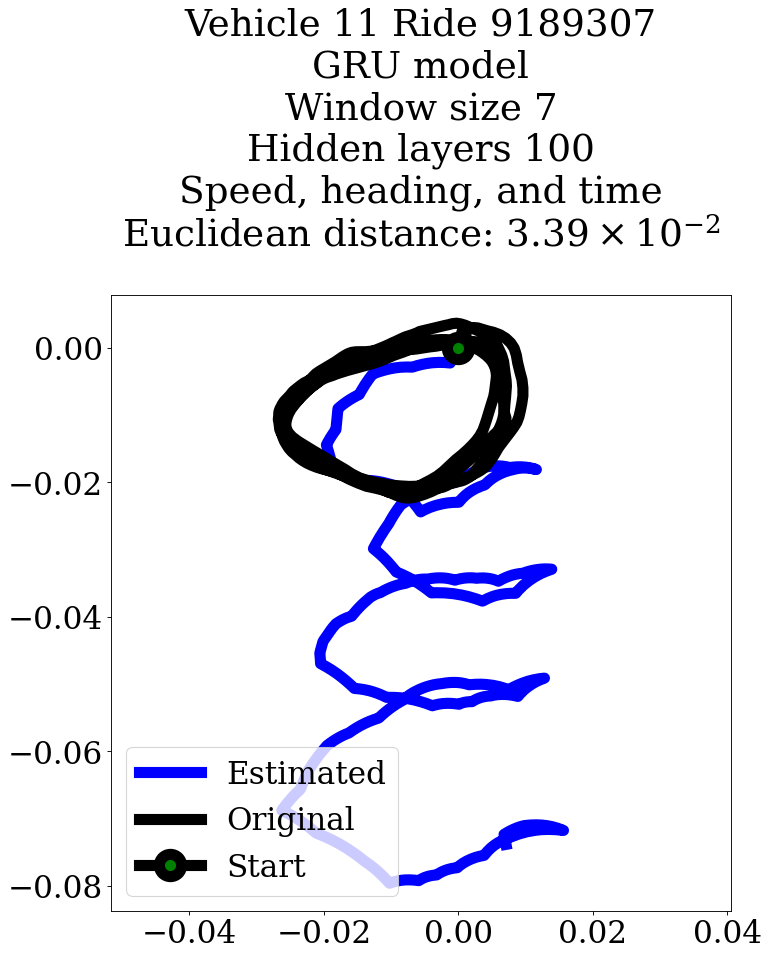 Vehicle 11 Ride 9189307
GRU model
Window size 7
Hidden layers 100
Speed, heading, and time
Euclidean distance: 3.39 × 10⁻²
0.00
−0.02
−0.04
−0.06
−0.08
Estimated
Original
Start
−0.04 −0.02 0.00 0.02 0.04